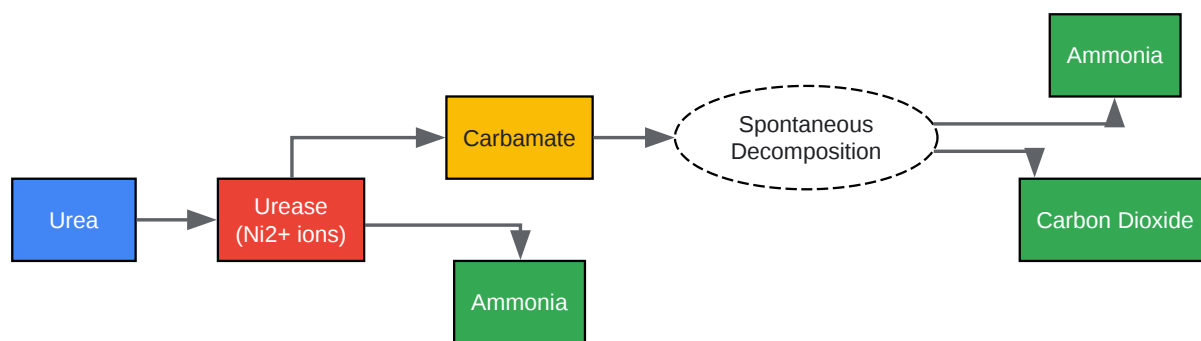 Urea
Urease
(Ni2+ ions)
Carbamate
Ammonia
Spontaneous
Decomposition
Ammonia
Carbon Dioxide